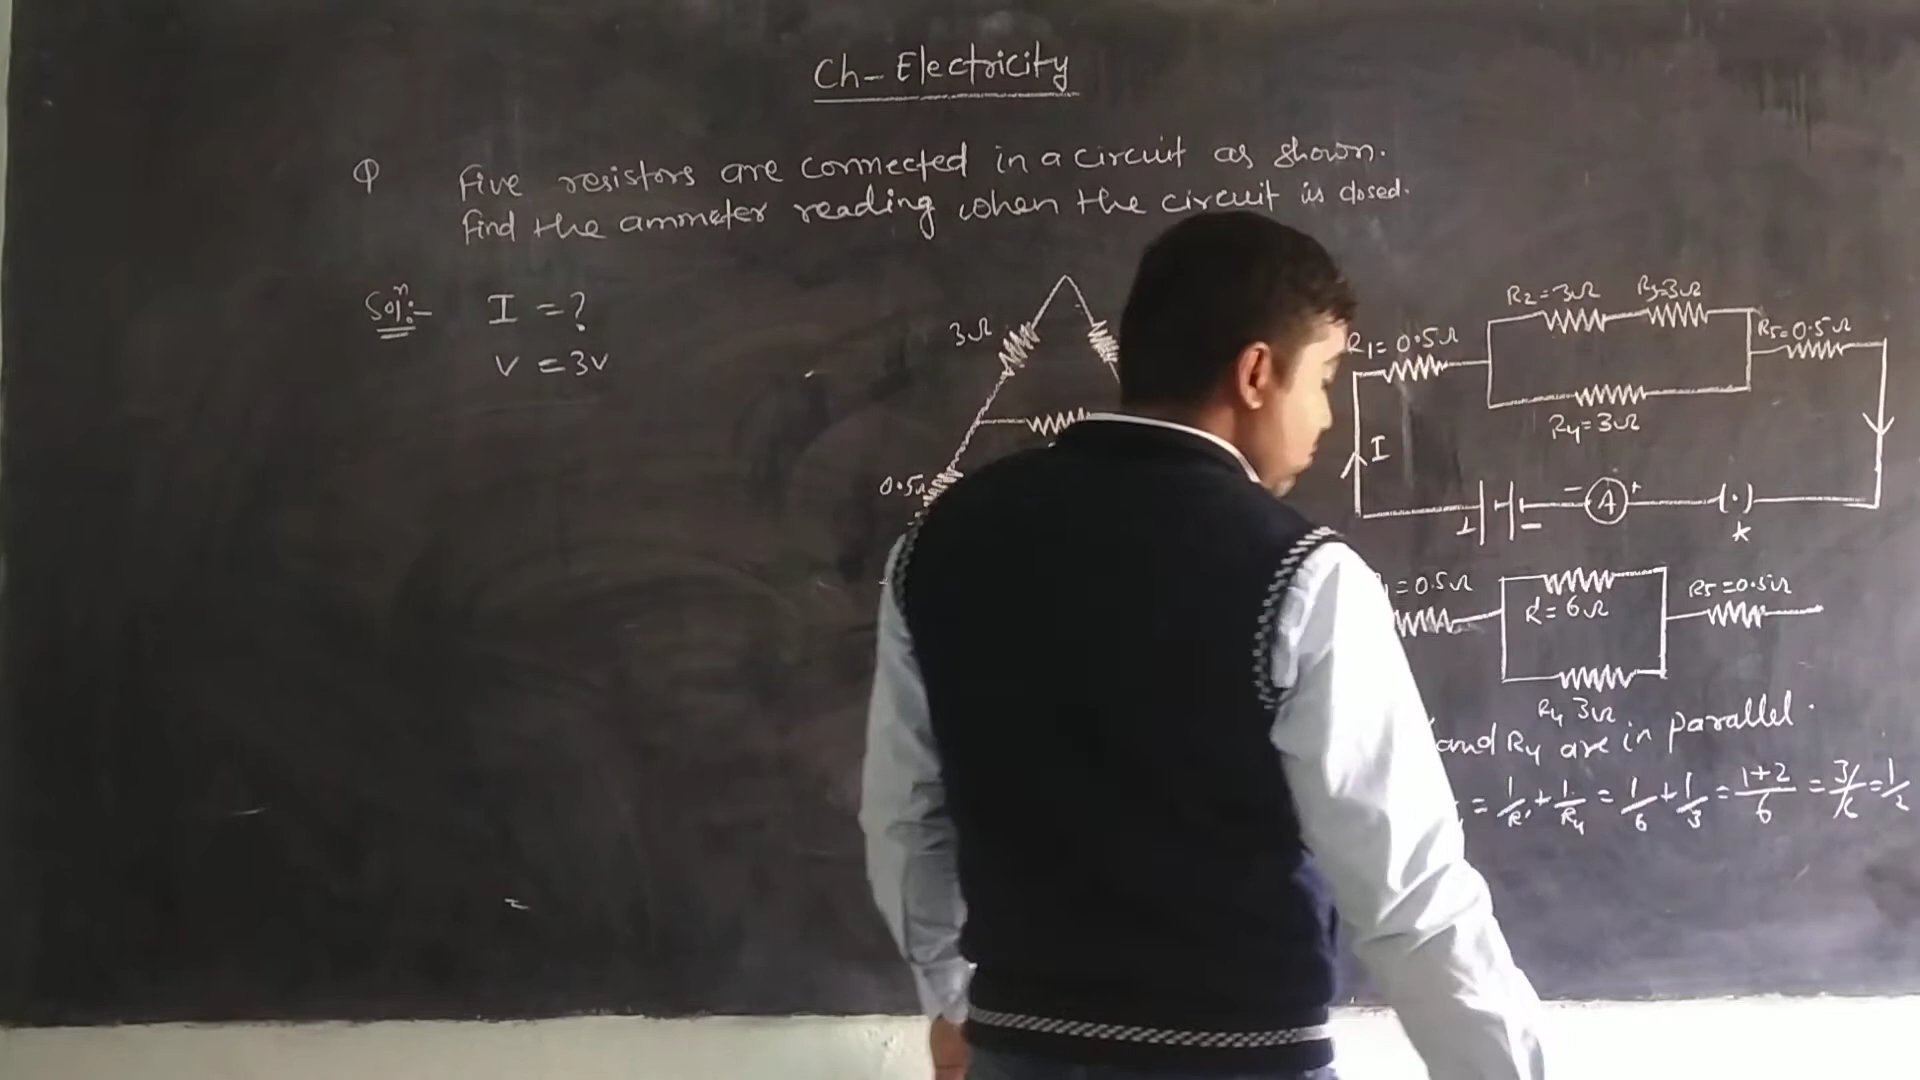 Ch- Electricity
Q Five resistors are connected in a circuit as shown.
Find the ammeter reading when the circuit is closed.
Solⁿ:- I = ?
V = 3V
3Ω
0.5Ω
R2=3Ω R3=3Ω
R1= 0.5Ω R5=0.5Ω
R4=3Ω
I
- A +
(·)
= 0.5Ω R5=0.5Ω
R'= 6Ω
R4 3Ω
and R4 are in parallel.
= 1/R' + 1/R4 = 1/6 + 1/3 = 1+2/6 = 3/6 = 1/2